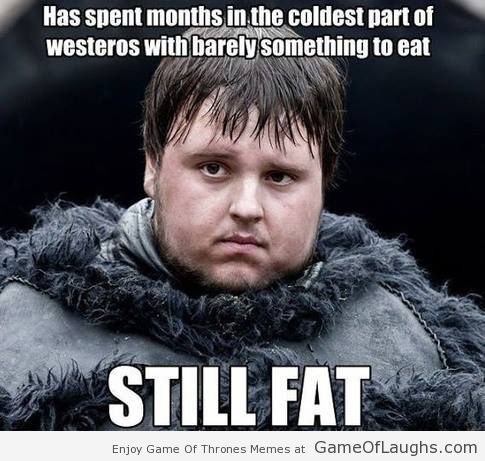 Has spent months in the coldest part of
westeros with barely something to eat
STILL FAT
Enjoy Game Of Thrones Memes at GameOfLaughs.com